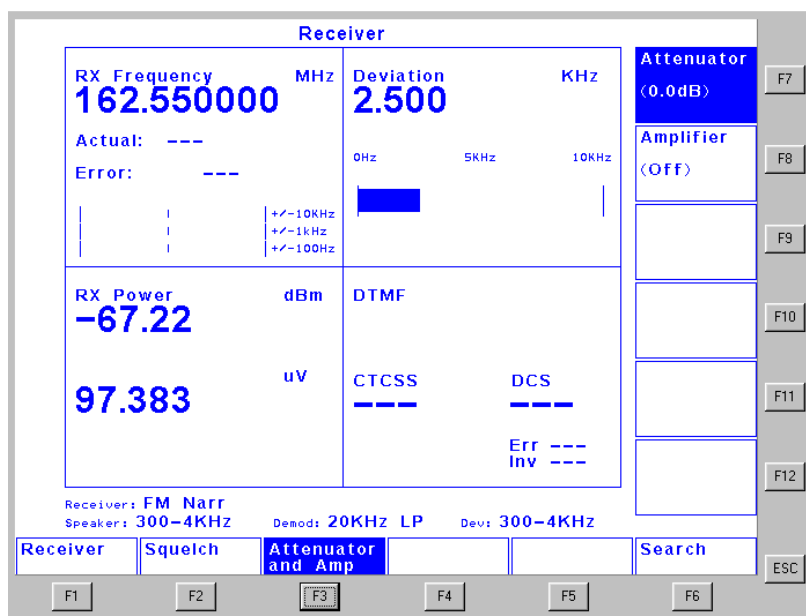 Receiver
RX Frequency MHz
162.550000
Actual: ---
Error: ---
+/-10KHz
+/-1kHz
+/-100Hz
Deviation KHz
2.500
0Hz 5KHz 10KHz
RX Power dBm
-67.22
uV
97.383
DTMF
CTCSS DCS
--- ---
Err ---
Inv ---
Receiver: FM Narr
Speaker: 300-4KHz Demod: 20KHz LP Dev: 300-4KHz
Attenuator
(0.0dB)
Amplifier
(Off)
F7
F8
F9
F10
F11
F12
ESC
Receiver
Squelch
Attenuator
and Amp
Search
F1 F2 F3 F4 F5 F6